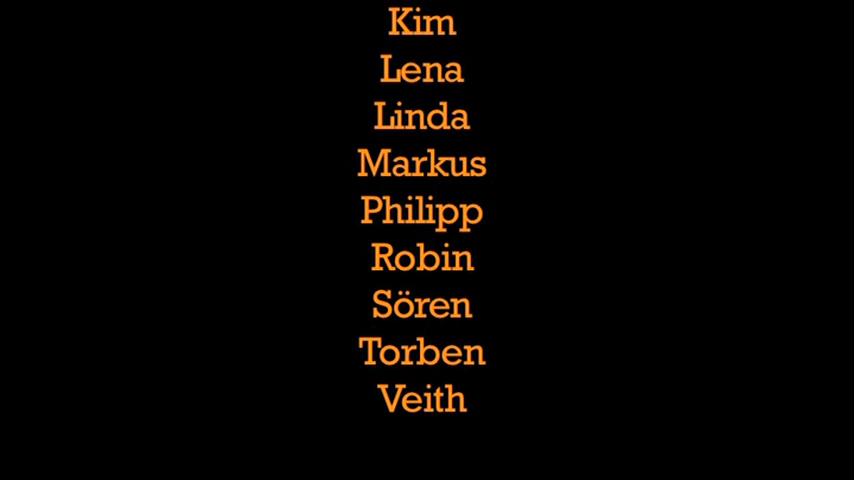 Kim
Lena
Linda
Markus
Philipp
Robin
Sören
Torben
Veith